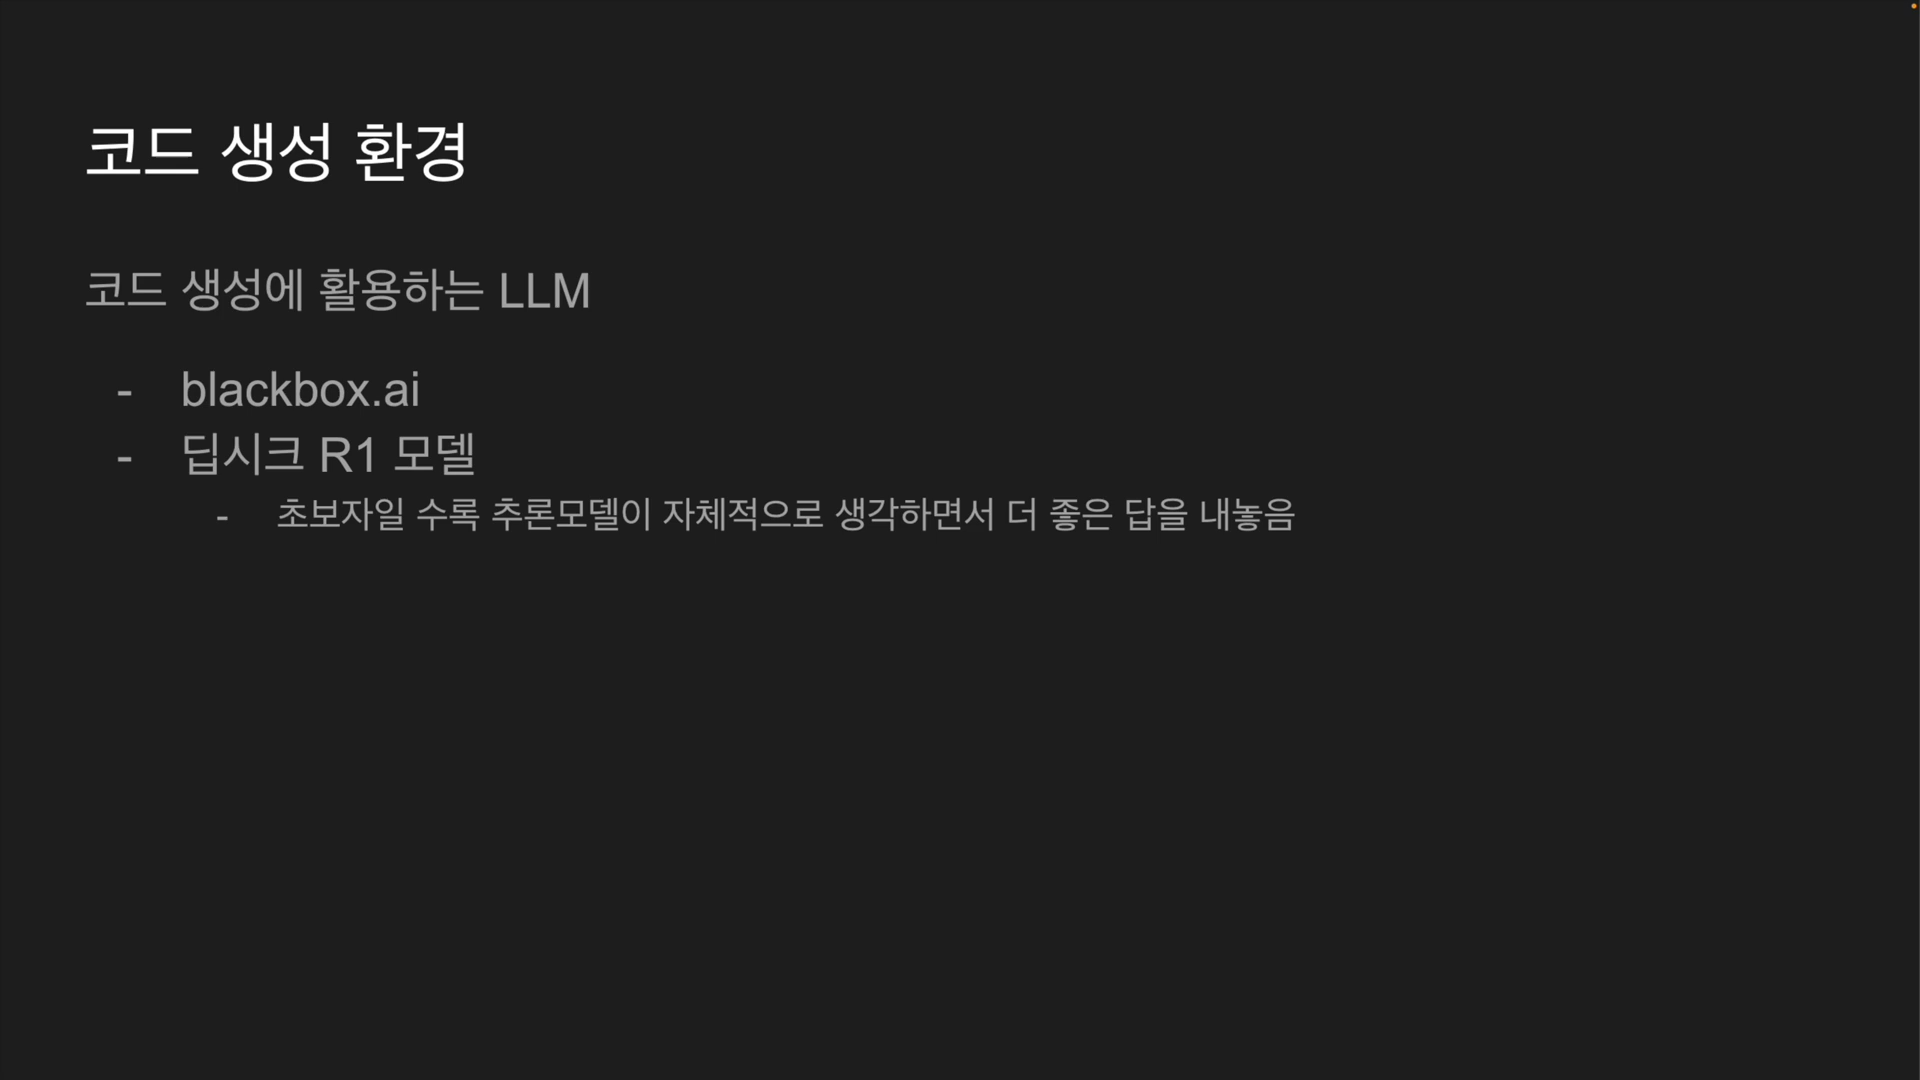 코드 생성 환경
코드 생성에 활용하는 LLM
- blackbox.ai
- 딥시크 R1 모델
- 초보자일 수록 추론모델이 자체적으로 생각하면서 더 좋은 답을 내놓음